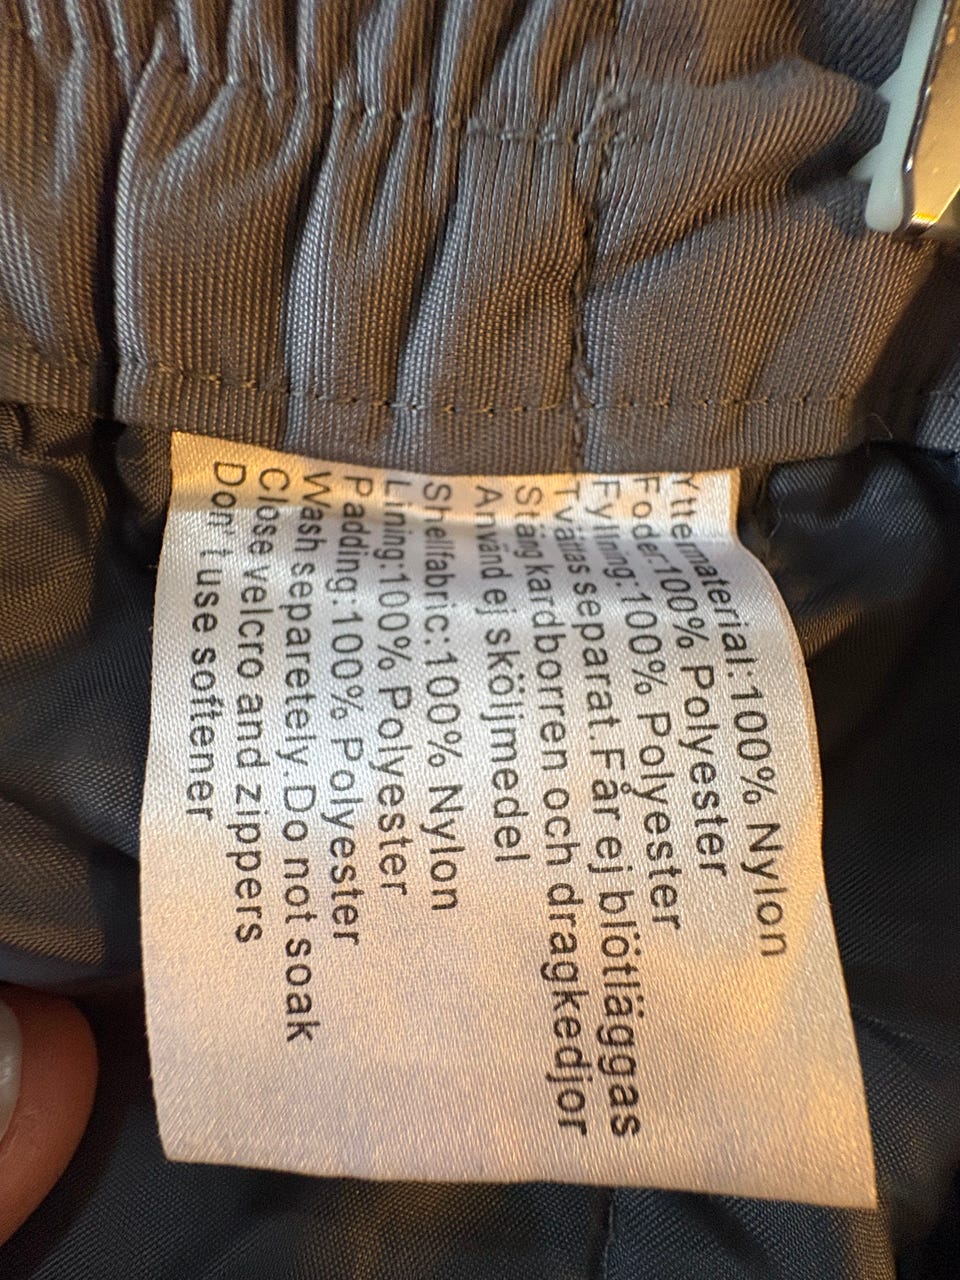 Yttermaterial:100% Nylon
Foder:100% Polyester
Fyllning:100% Polyester
Tvättas separat.Får ej blötläggas
Stäng kardborren och dragkedjor
Använd ej sköljmedel
Shellfabric:100% Nylon
Lining:100% Polyester
Padding:100% Polyester
Wash separetely.Do not soak
Close velcro and zippers
Don't use softener